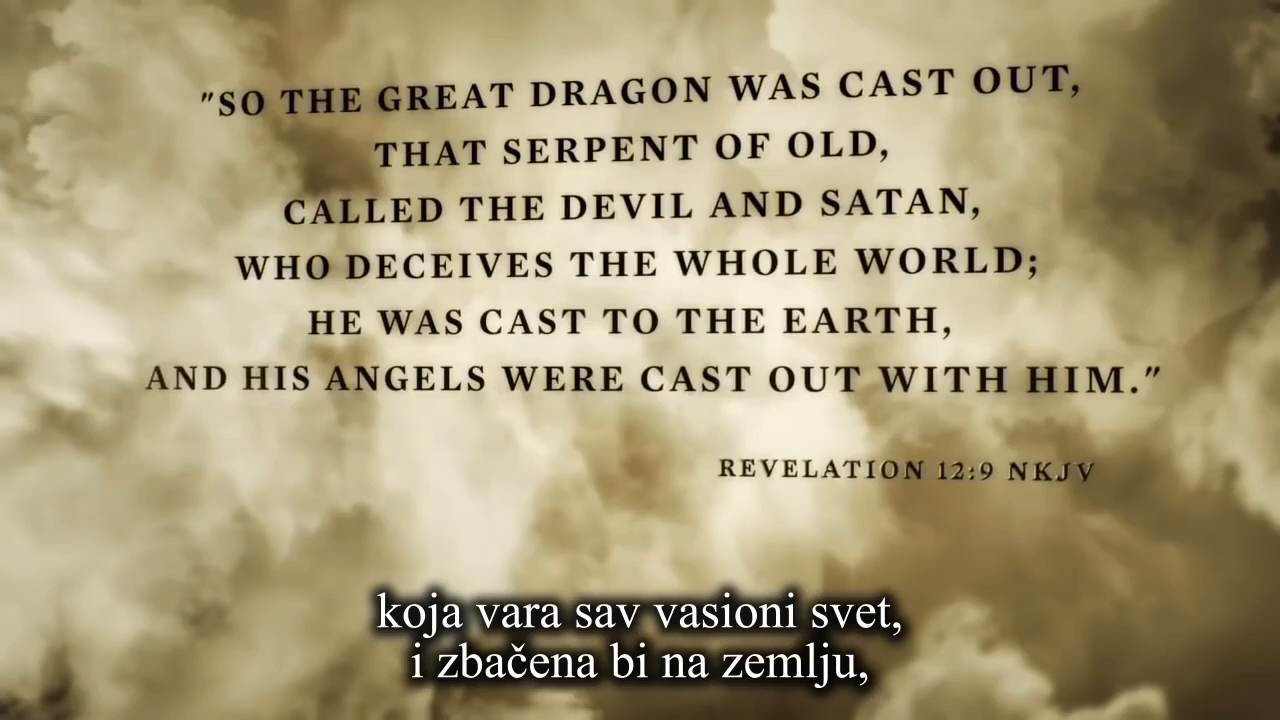 "SO THE GREAT DRAGON WAS CAST OUT,
THAT SERPENT OF OLD,
CALLED THE DEVIL AND SATAN,
WHO DECEIVES THE WHOLE WORLD;
HE WAS CAST TO THE EARTH,
AND HIS ANGELS WERE CAST OUT WITH HIM."
REVELATION 12:9 NKJV
koja vara sav vasioni svet,
i zbačena bi na zemlju,